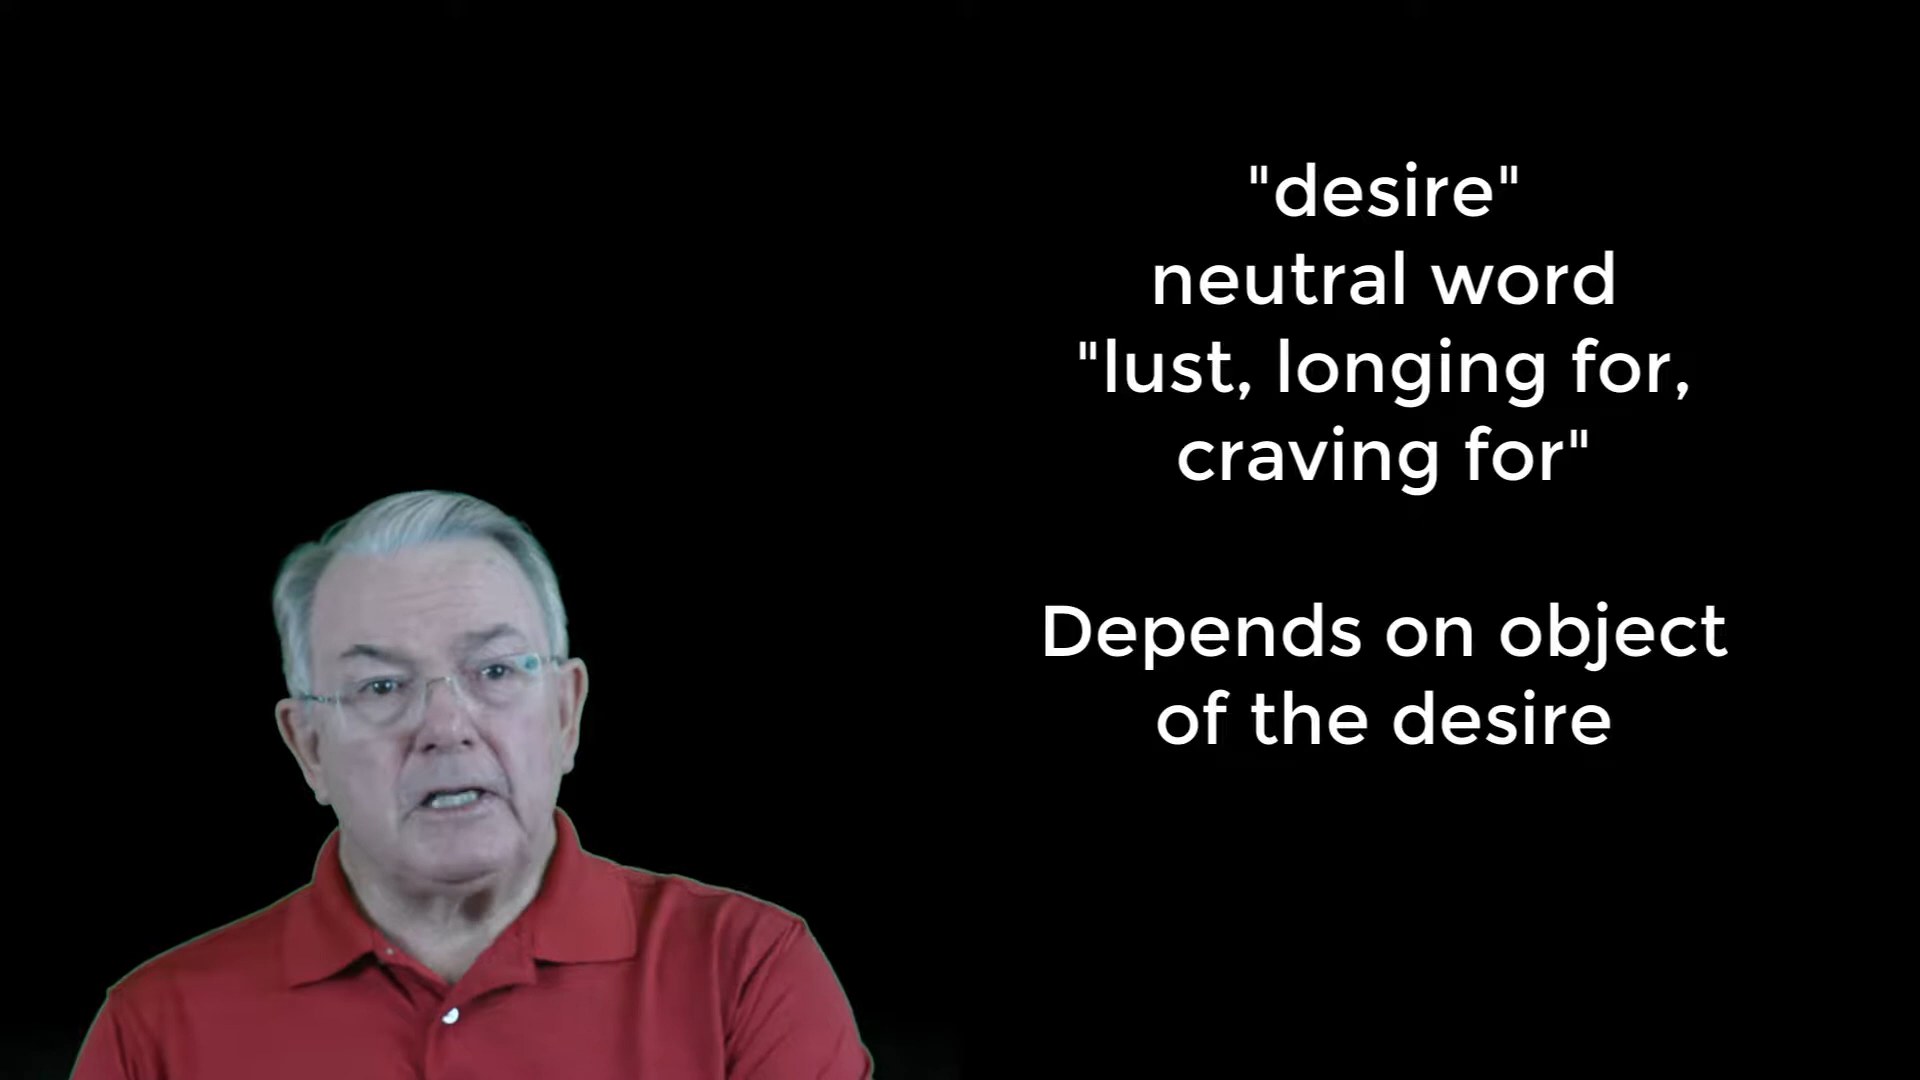 "desire"
neutral word
"lust, longing for,
craving for"
Depends on object
of the desire